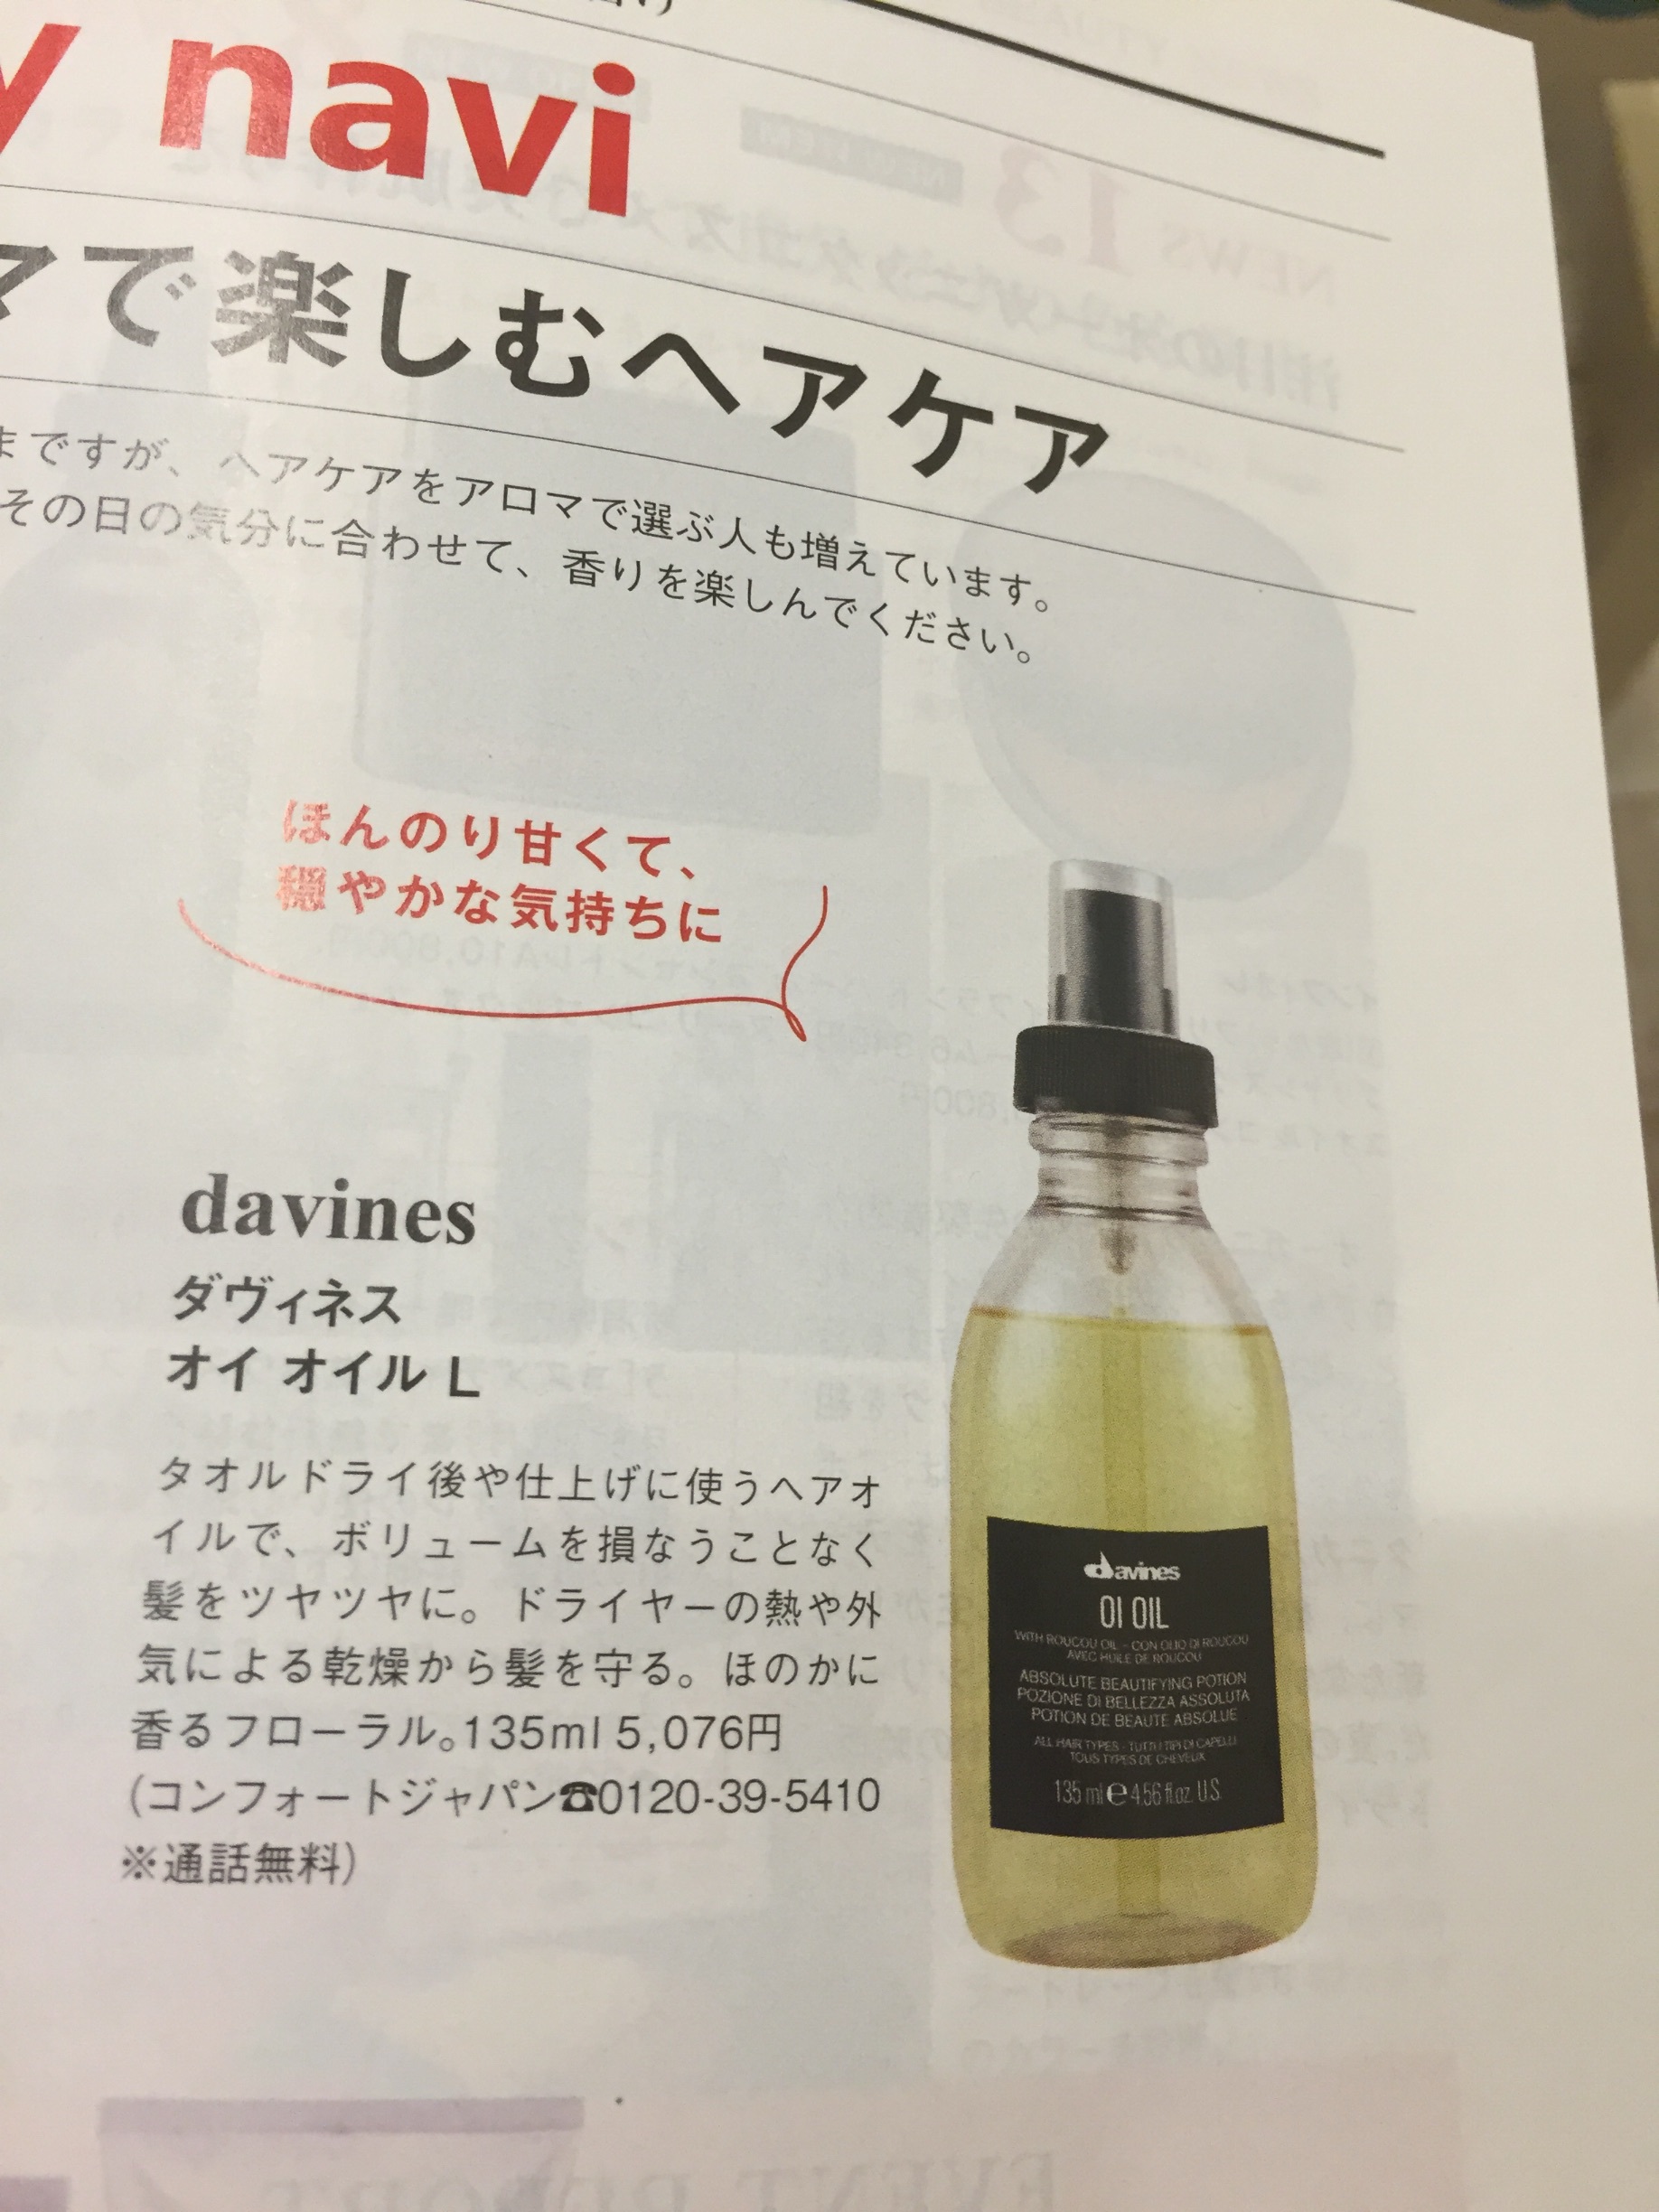 y navi
マで楽しむヘアケア
まですが、ヘアケアをアロマで選ぶ人も増えています。
その日の気分に合わせて、香りを楽しんでください。
ほんのり甘くて、
穏やかな気持ちに
davines
ダヴィネス
オイ オイル L
タオルドライ後や仕上げに使うヘアオ
イルで、ボリュームを損なうことなく
髪をツヤツヤに。ドライヤーの熱や外
気による乾燥から髪を守る。ほのかに
香るフローラル。135ml 5,076円
(コンフォートジャパン☎0120-39-5410
※通話無料)
davines
OI OIL
WITH ROUCOU OIL - CON OLIO DI ROUCOU
AVEC HUILE DE ROUCOU
ABSOLUTE BEAUTIFYING POTION
POZIONE DI BELLEZZA ASSOLUTA
POTION DE BEAUTÉ ABSOLUE
ALL HAIR TYPES - TUTTI I TIPI DI CAPELLI
TOUS TYPES DE CHEVEUX
135 ml ℮ 4.56 fl.oz. U.S.